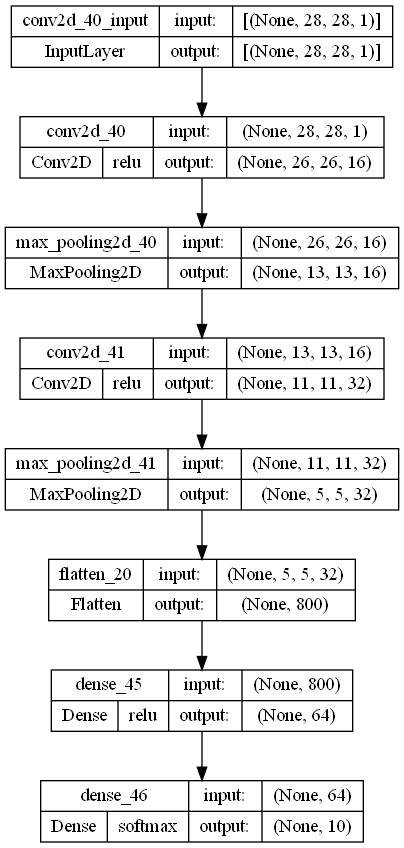 conv2d_40_input input: [(None, 28, 28, 1)]
InputLayer output: [(None, 28, 28, 1)]
conv2d_40 input: (None, 28, 28, 1)
Conv2D relu output: (None, 26, 26, 16)
max_pooling2d_40 input: (None, 26, 26, 16)
MaxPooling2D output: (None, 13, 13, 16)
conv2d_41 input: (None, 13, 13, 16)
Conv2D relu output: (None, 11, 11, 32)
max_pooling2d_41 input: (None, 11, 11, 32)
MaxPooling2D output: (None, 5, 5, 32)
flatten_20 input: (None, 5, 5, 32)
Flatten output: (None, 800)
dense_45 input: (None, 800)
Dense relu output: (None, 64)
dense_46 input: (None, 64)
Dense softmax output: (None, 10)